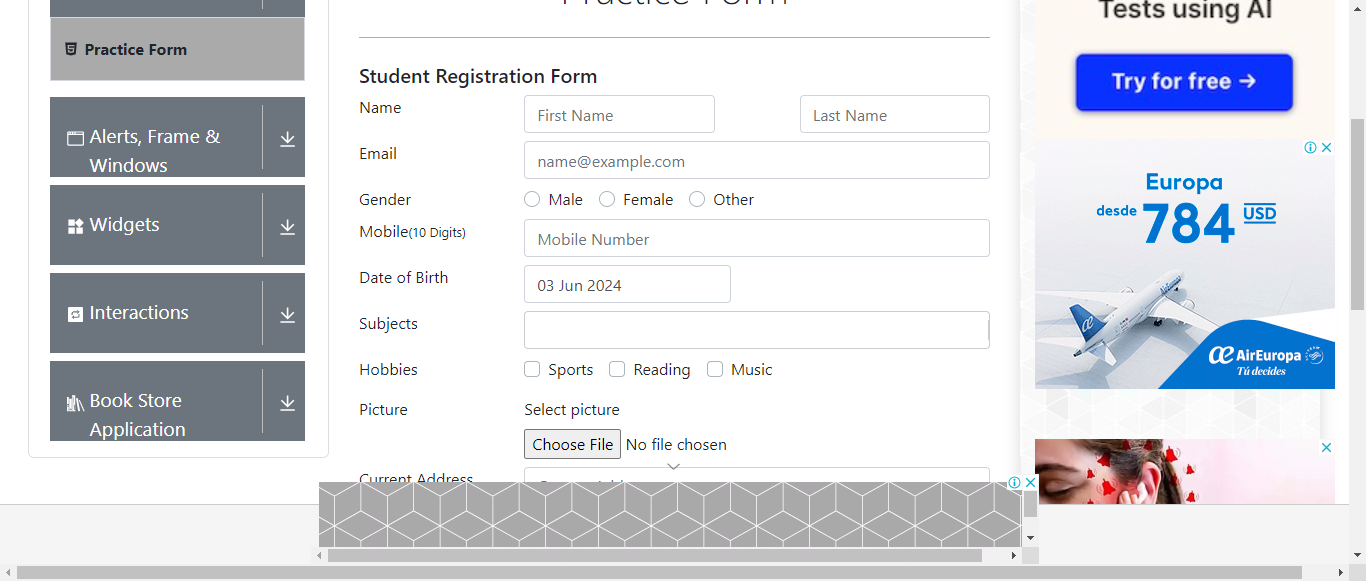 Practice Form
Practice Form
Alerts, Frame &
Windows
Widgets
Interactions
Book Store
Application
Student Registration Form
Name
First Name
Last Name
Email
name@example.com
Gender
Male
Female
Other
Mobile(10 Digits)
Mobile Number
Date of Birth
03 Jun 2024
Subjects
Hobbies
Sports
Reading
Music
Picture
Select picture
Choose File No file chosen
Current Address
Tests using AI
Try for free →
Europa
desde 784 USD
AirEuropa
Tú decides